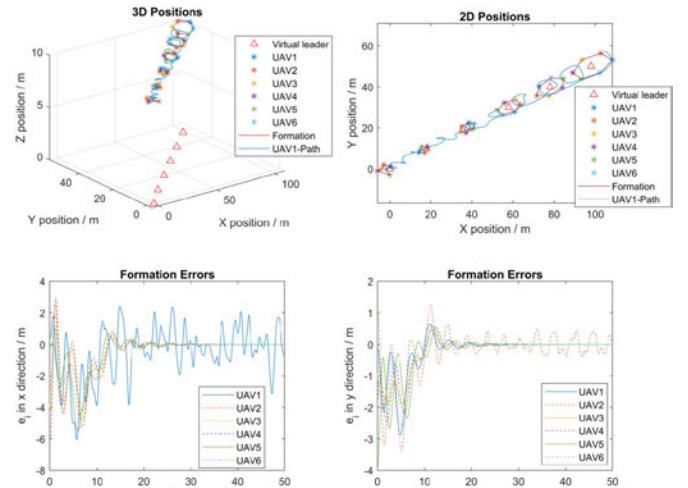 3D Positions
10
5
0
Z position / m
40
20
0
Y position / m
0
50
100
X position / m
Virtual leader
UAV1
UAV2
UAV3
UAV4
UAV5
UAV6
Formation
UAV1-Path
2D Positions
60
40
20
0
Y position / m
0
20
40
60
80
100
X position / m
Virtual leader
UAV1
UAV2
UAV3
UAV4
UAV5
UAV6
Formation
UAV1-Path
Formation Errors
4
2
0
-2
-4
-6
-8
e_i in x direction / m
0
10
20
30
40
50
UAV1
UAV2
UAV3
UAV4
UAV5
UAV6
Formation Errors
2
1
0
-1
-2
-3
-4
e_i in y direction / m
0
10
20
30
40
50
UAV1
UAV2
UAV3
UAV4
UAV5
UAV6